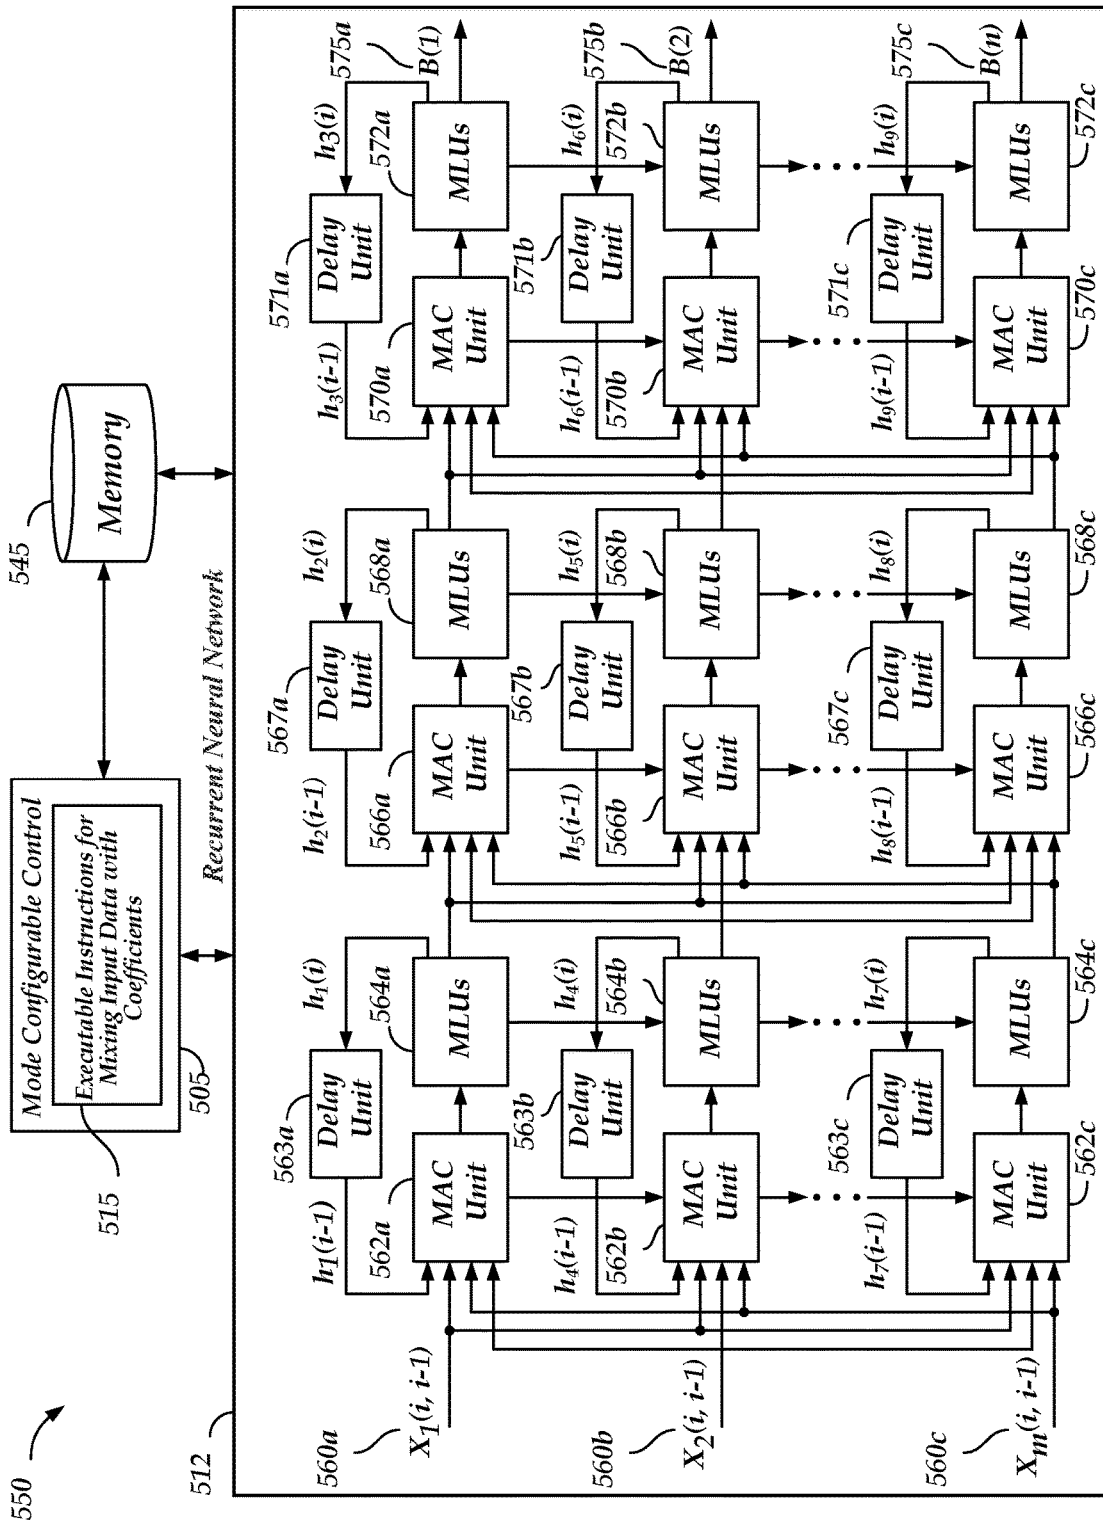 550
512
515
505
545
Mode Configurable Control
Executable Instructions for
Mixing Input Data with
Coefficients
Memory
Recurrent Neural Network
560a
X1(i, i-1)
h1(i-1)
562a
MAC
Unit
563a
Delay
Unit
h1(i)
564a
MLUs
h2(i-1)
566a
MAC
Unit
567a
Delay
Unit
h2(i)
568a
MLUs
h3(i-1)
570a
MAC
Unit
571a
Delay
Unit
h3(i)
572a
MLUs
575a
B(1)
560b
X2(i, i-1)
h4(i-1)
562b
MAC
Unit
563b
Delay
Unit
h4(i)
564b
MLUs
h5(i-1)
566b
MAC
Unit
567b
Delay
Unit
h5(i)
568b
MLUs
h6(i-1)
570b
MAC
Unit
571b
Delay
Unit
h6(i)
572b
MLUs
575b
B(2)
560c
Xm(i, i-1)
h7(i-1)
562c
MAC
Unit
563c
Delay
Unit
h7(i)
564c
MLUs
h8(i-1)
566c
MAC
Unit
567c
Delay
Unit
h8(i)
568c
MLUs
h9(i-1)
570c
MAC
Unit
571c
Delay
Unit
h9(i)
572c
MLUs
575c
B(n)